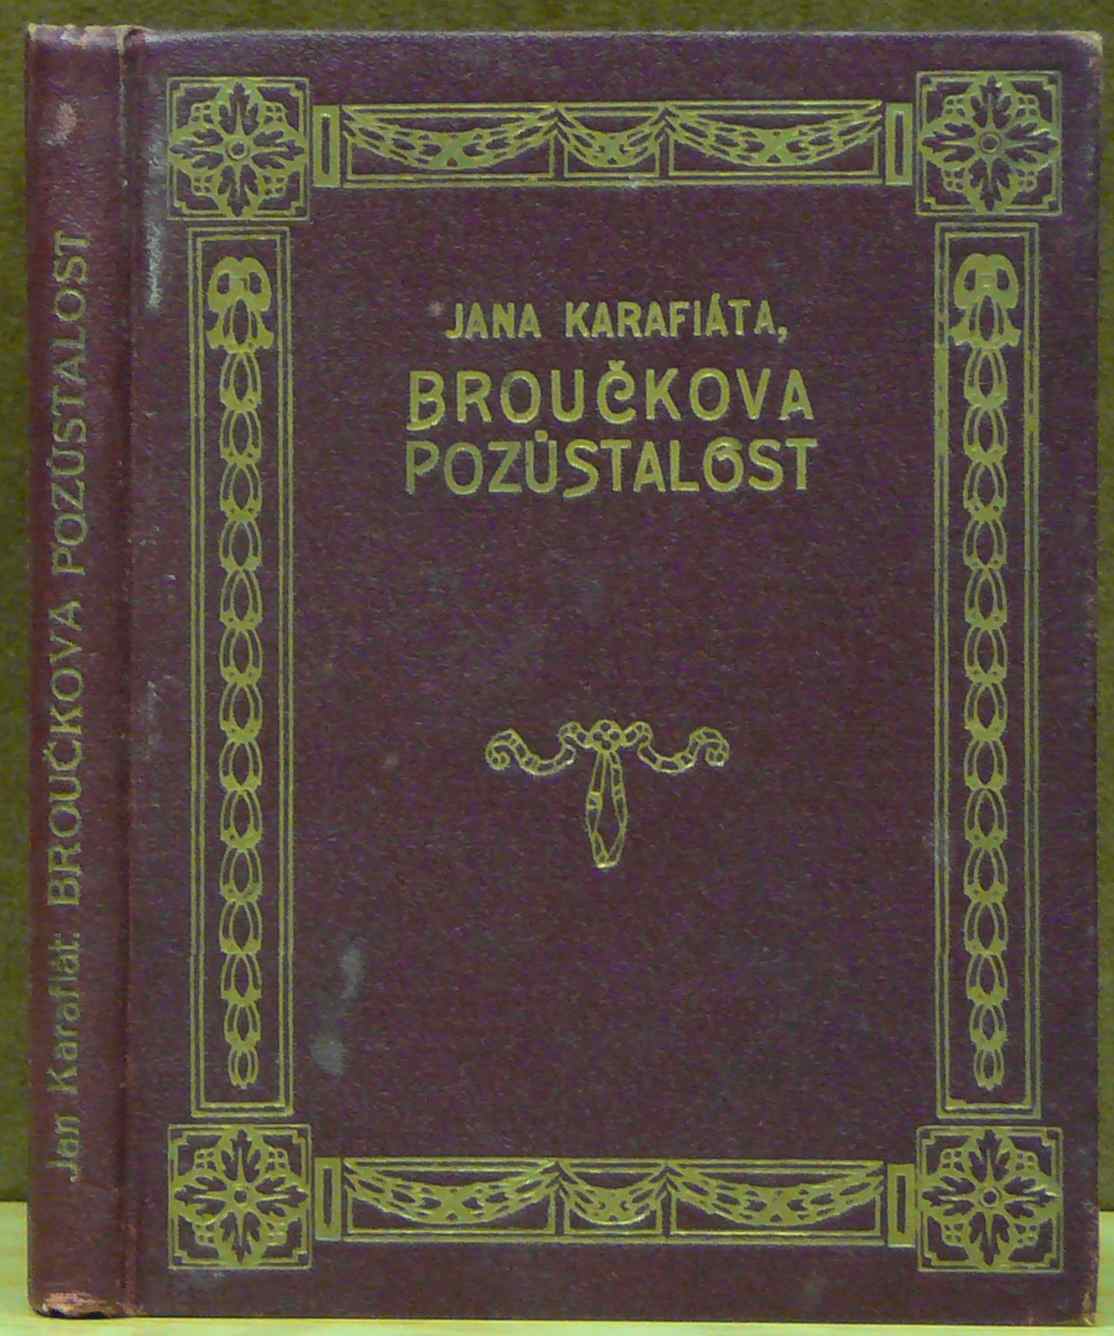 JANA KARAFIÁTA,
BROUČKOVA
POZŮSTALOST
Jan Karafiát: BROUČKOVA POZŮSTALOST